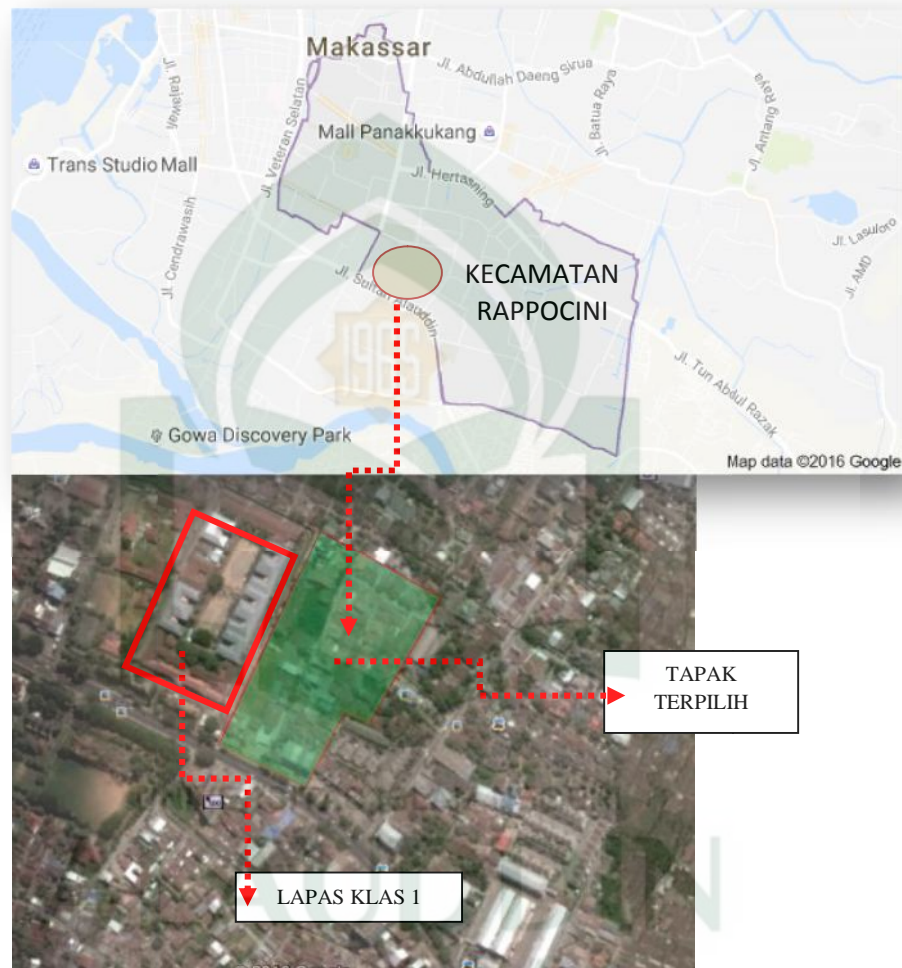 Makassar
Jl. Abdullah Daeng Sirua
Jl. Rajawali
Jl. Veteran Selatan
Mall Panakkukang
Jl. Batua Raya
Jl. Antang Raya
Trans Studio Mall
Jl. Hertasning
Jl. Cendrawasih
Jl. Lasuloro
Jl. AMD
KECAMATAN
RAPPOCINI
Jl. Sultan Alauddin
1965
Jl. Tun Abdul Razak
Gowa Discovery Park
Map data ©2016 Google
TAPAK
TERPILIH
LAPAS KLAS 1